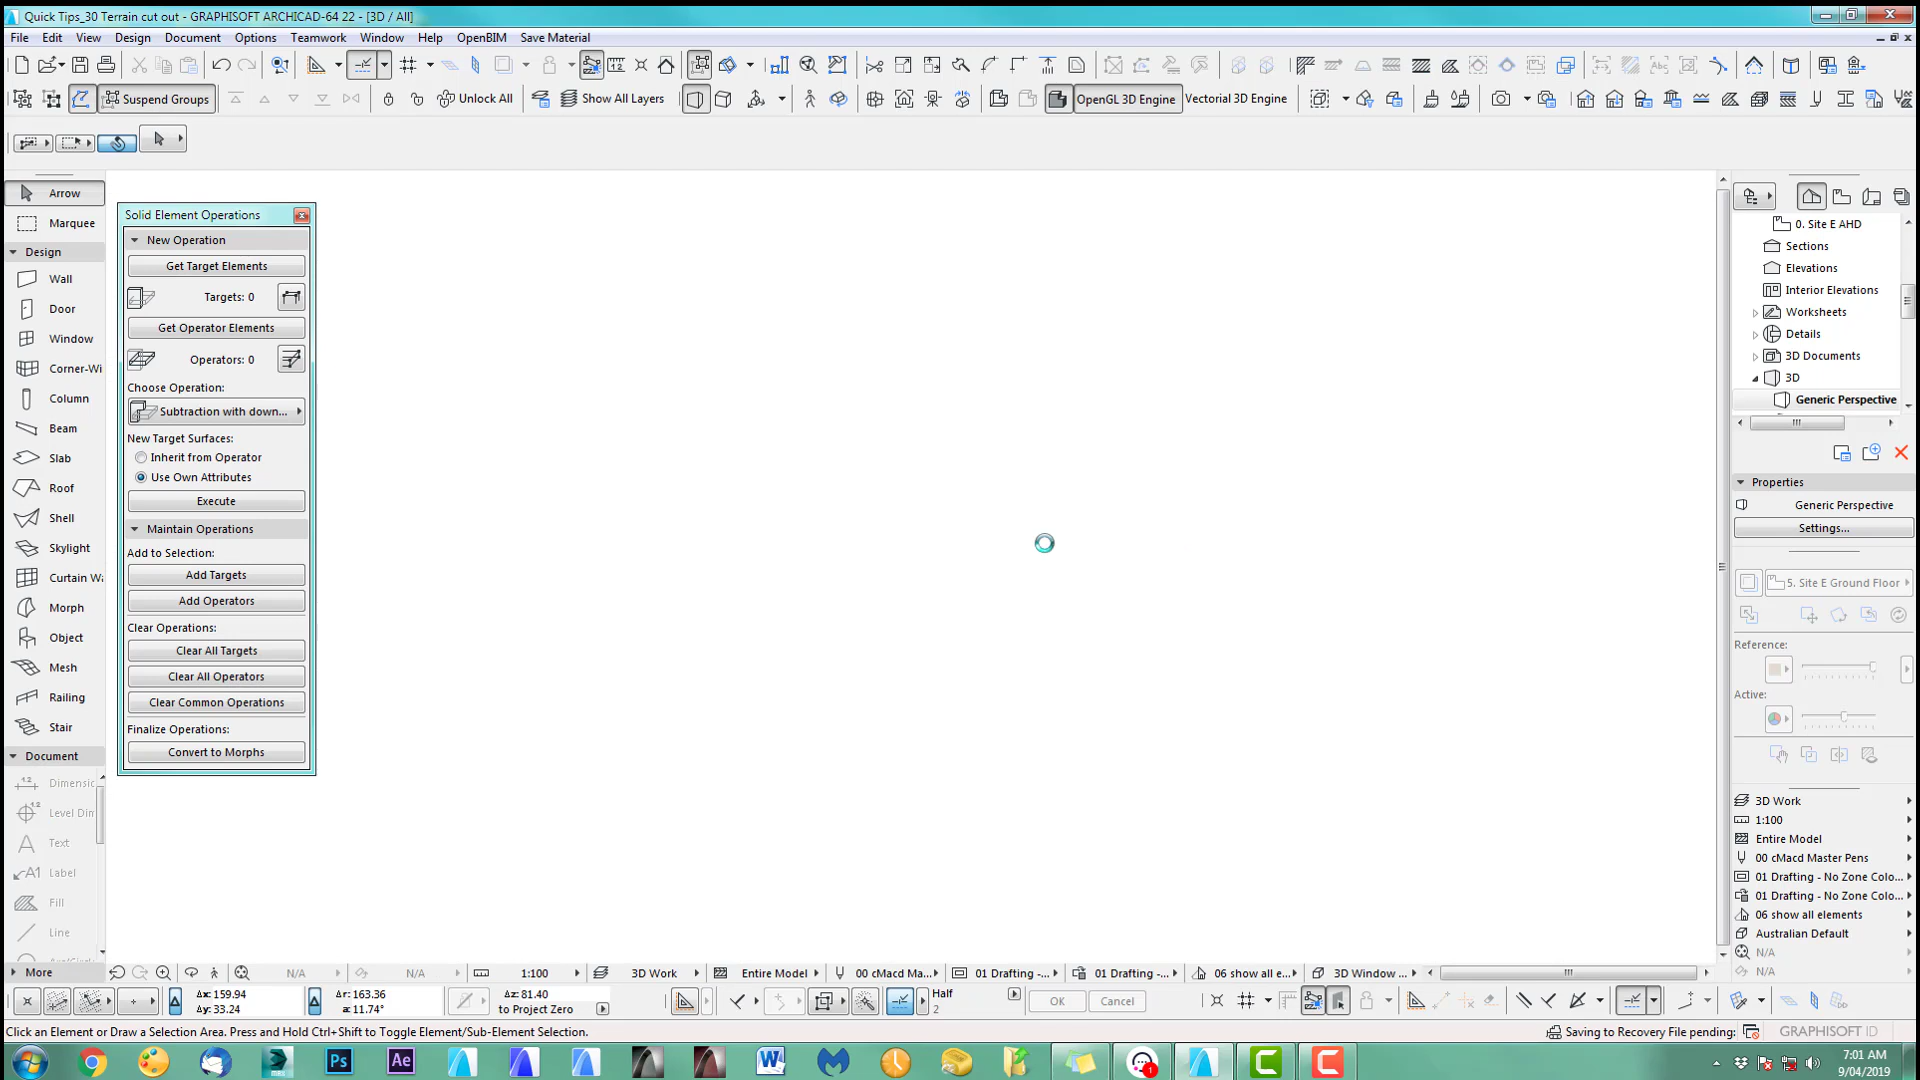 Quick Tips_30 Terrain cut out - GRAPHISOFT ARCHICAD-64 22 - [3D / All]
File Edit View Design Document Options Teamwork Window Help OpenBIM Save Material
Suspend Groups Unlock All Show All Layers OpenGL 3D Engine Vectorial 3D Engine
Arrow
Marquee
Design
Wall
Door
Window
Corner-Wi
Column
Beam
Slab
Roof
Shell
Skylight
Curtain Wa
Morph
Object
Mesh
Railing
Stair
Document
Dimensic
Level Din
Text
A1 Label
Fill
Line
More
Solid Element Operations
New Operation
Get Target Elements
Targets: 0
Get Operator Elements
Operators: 0
Choose Operation:
Subtraction with down...
New Target Surfaces:
Inherit from Operator
Use Own Attributes
Execute
Maintain Operations
Add to Selection:
Add Targets
Add Operators
Clear Operations:
Clear All Targets
Clear All Operators
Clear Common Operations
Finalize Operations:
Convert to Morphs
0. Site E AHD
Sections
Elevations
Interior Elevations
Worksheets
Details
3D Documents
3D
Generic Perspective
Properties
Generic Perspective
Settings...
5. Site E Ground Floor
Reference:
Active:
3D Work
1:100
Entire Model
00 cMacd Master Pens
01 Drafting - No Zone Colo...
01 Drafting - No Zone Colo...
06 show all elements
Australian Default
N/A
N/A
N/A N/A 1:100 3D Work Entire Model 00 cMacd Ma... 01 Drafting -... 01 Drafting -... 06 show all e... 3D Window ...
Δx: 159.94 Δr: 163.36 Δz: 81.40 Half OK Cancel
Δy: 33.24 a: 11.74° to Project Zero 2
Click an Element or Draw a Selection Area. Press and Hold Ctrl+Shift to Toggle Element/Sub-Element Selection. Saving to Recovery File pending: GRAPHISOFT ID
Ps Ae W 1 C C
7:01 AM
9/04/2019